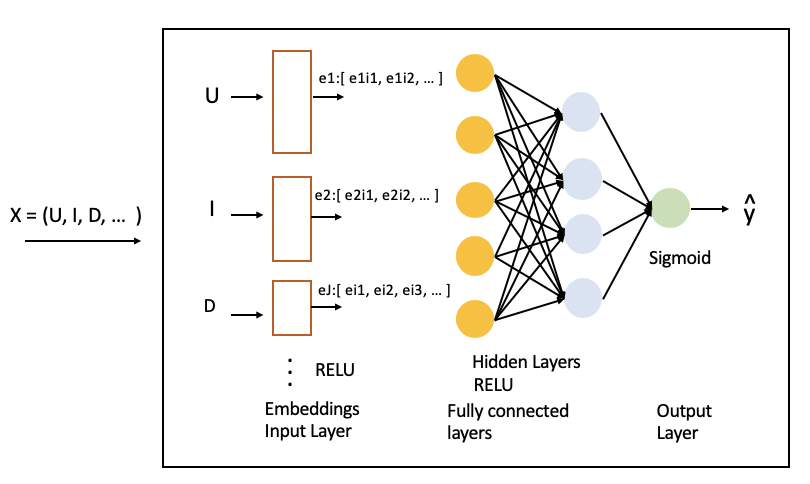 X = (U, I, D, ... )
U
e1:[ e1i1, e1i2, ... ]
I
e2:[ e2i1, e2i2, ... ]
D
eJ:[ ei1, ei2, ei3, ... ]
RELU
Embeddings
Input Layer
Hidden Layers
RELU
Fully connected
layers
Sigmoid
ŷ
Output
Layer